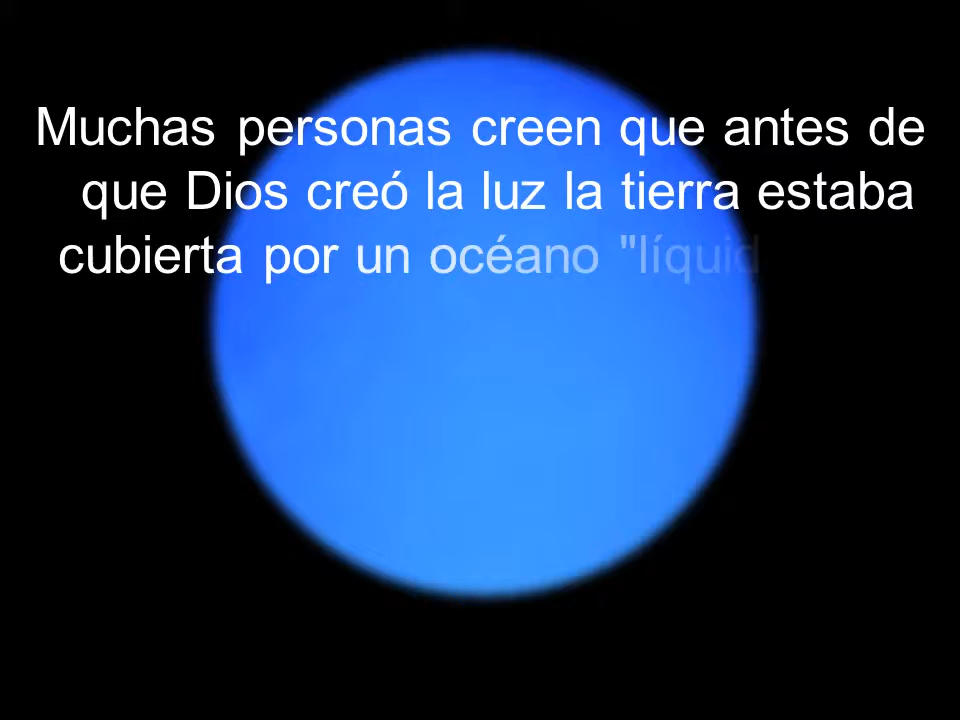 Muchas personas creen que antes de
que Dios creó la luz la tierra estaba
cubierta por un océano "líquid